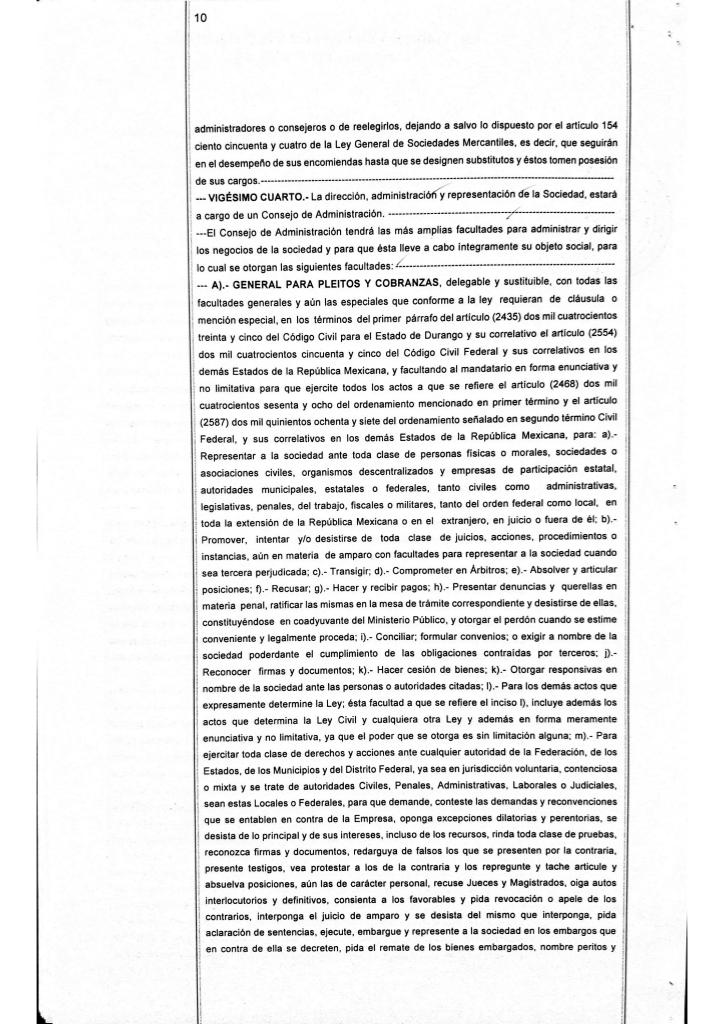 10
administradores o consejeros o de reelegirlos, dejando a salvo lo dispuesto por el artículo 154
ciento cincuenta y cuatro de la Ley General de Sociedades Mercantiles, es decir, que seguirán
en el desempeño de sus encomiendas hasta que se designen substitutos y éstos tomen posesión
de sus cargos.------------------------------------------------------------
--- VIGÉSIMO CUARTO.- La dirección, administración y representación de la Sociedad, estará
a cargo de un Consejo de Administración. ----------------------------------------
---El Consejo de Administración tendrá las más amplias facultades para administrar y dirigir
los negocios de la sociedad y para que ésta lleve a cabo íntegramente su objeto social, para
lo cual se otorgan las siguientes facultades: ----------------------------------------
--- A).- GENERAL PARA PLEITOS Y COBRANZAS, delegable y sustituible, con todas las
facultades generales y aún las especiales que conforme a la ley requieran de cláusula o
mención especial, en los términos del primer párrafo del artículo (2435) dos mil cuatrocientos
treinta y cinco del Código Civil para el Estado de Durango y su correlativo el artículo (2554)
dos mil cuatrocientos cincuenta y cinco del Código Civil Federal y sus correlativos en los
demás Estados de la República Mexicana, y facultando al mandatario en forma enunciativa y
no limitativa para que ejercite todos los actos a que se refiere el artículo (2468) dos mil
cuatrocientos sesenta y ocho del ordenamiento mencionado en primer término y el artículo
(2587) dos mil quinientos ochenta y siete del ordenamiento señalado en segundo término Civil
Federal, y sus correlativos en los demás Estados de la República Mexicana, para: a).-
Representar a la sociedad ante toda clase de personas físicas o morales, sociedades o
asociaciones civiles, organismos descentralizados y empresas de participación estatal,
autoridades municipales, estatales o federales, tanto civiles como administrativas,
legislativas, penales, del trabajo, fiscales o militares, tanto del orden federal como local, en
toda la extensión de la República Mexicana o en el extranjero, en juicio o fuera de él; b).-
Promover, intentar y/o desistirse de toda clase de juicios, acciones, procedimientos o
instancias, aún en materia de amparo con facultades para representar a la sociedad cuando
sea tercera perjudicada; c).- Transigir; d).- Comprometer en Árbitros; e).- Absolver y articular
posiciones; f).- Recusar; g).- Hacer y recibir pagos; h).- Presentar denuncias y querellas en
materia penal, ratificar las mismas en la mesa de trámite correspondiente y desistirse de ellas,
constituyéndose en coadyuvante del Ministerio Público, y otorgar el perdón cuando se estime
conveniente y legalmente proceda; i).- Conciliar; formular convenios; o exigir a nombre de la
sociedad poderdante el cumplimiento de las obligaciones contraídas por terceros; j).-
Reconocer firmas y documentos; k).- Hacer cesión de bienes; k).- Otorgar responsivas en
nombre de la sociedad ante las personas o autoridades citadas; l).- Para los demás actos que
expresamente determine la Ley; ésta facultad a que se refiere el inciso l), incluye además los
actos que determina la Ley Civil y cualquiera otra Ley y además en forma meramente
enunciativa y no limitativa, ya que el poder que se otorga es sin limitación alguna; m).- Para
ejercitar toda clase de derechos y acciones ante cualquier autoridad de la Federación, de los
Estados, de los Municipios y del Distrito Federal, ya sea en jurisdicción voluntaria, contenciosa
o mixta y se trate de autoridades Civiles, Penales, Administrativas, Laborales o Judiciales,
sean estas Locales o Federales, para que demande, conteste las demandas y reconvenciones
que se entablen en contra de la Empresa, oponga excepciones dilatorias y perentorias, se
desista de lo principal y de sus intereses, incluso de los recursos, rinda toda clase de pruebas,
reconozca firmas y documentos, redarguya de falsos los que se presenten por la contraria,
presente testigos, vea protestar a los de la contraria y los repregunte y tache articule y
absuelva posiciones, aún las de carácter personal, recuse Jueces y Magistrados, oiga autos
interlocutorios y definitivos, consienta a los favorables y pida revocación o apele de los
contrarios, interponga el juicio de amparo y se desista del mismo que interponga, pida
aclaración de sentencias, ejecute, embargue y represente a la sociedad en los embargos que
en contra de ella se decreten, pida el remate de los bienes embargados, nombre peritos y